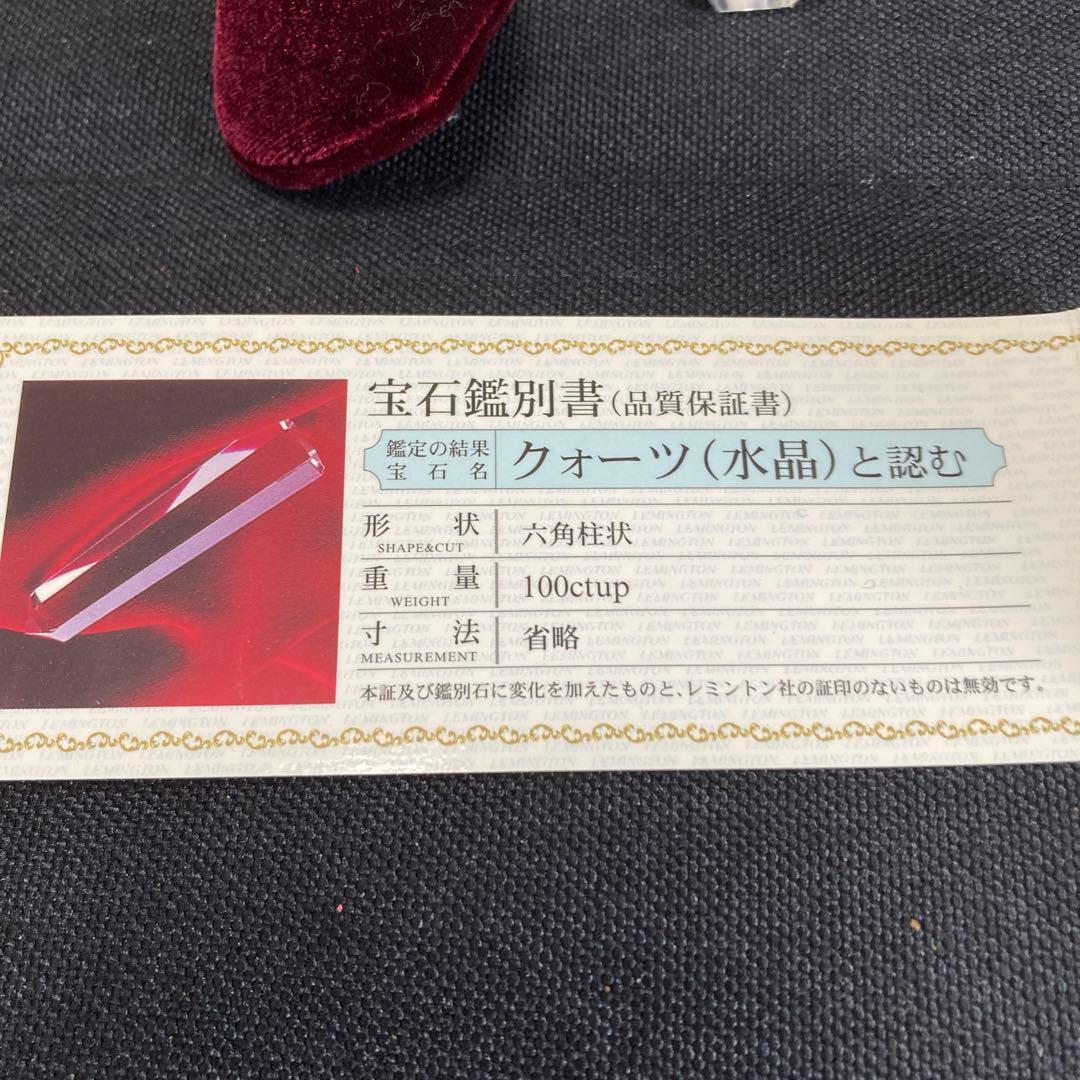 宝石鑑別書(品質保証書)
鑑定の結果
宝石名
クォーツ(水晶)と認む
形状
SHAPE&CUT
六角柱状
重量
WEIGHT
100ctup
寸法
MEASUREMENT
省略
本証及び鑑別石に変化を加えたものと、レミントン社の証印のないものは無効です。
LEMINGTON